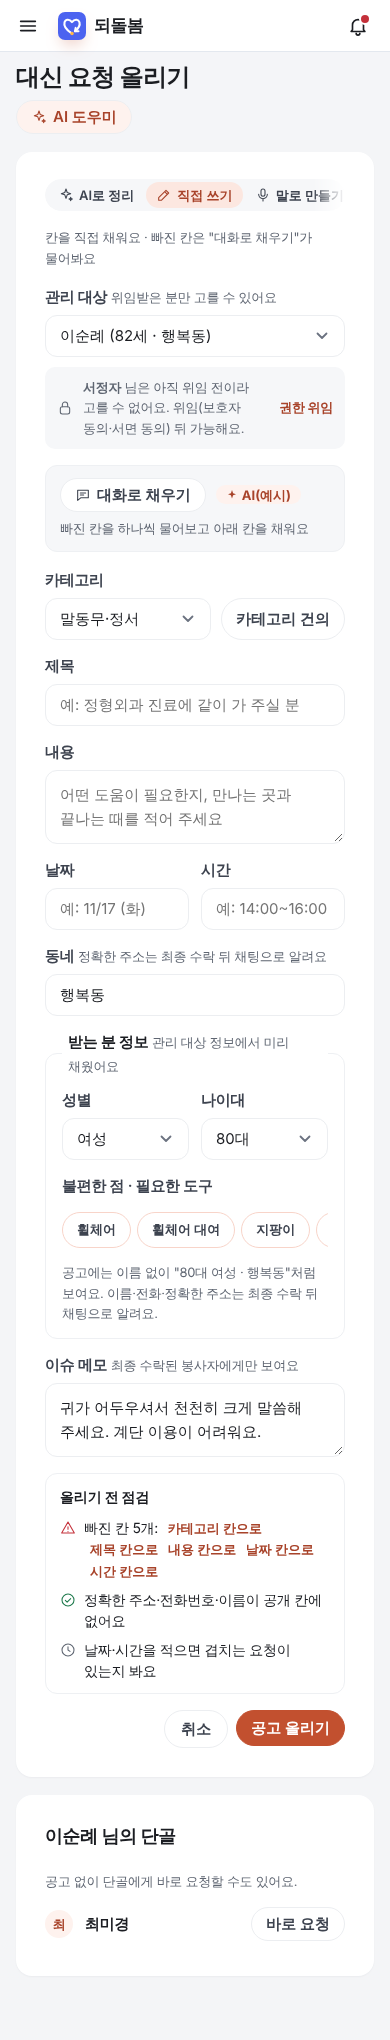 되돌봄
대신 요청 올리기
AI 도우미
AI로 정리 직접 쓰기 말로 만들기
칸을 직접 채워요 · 빠진 칸은 "대화로 채우기"가
물어봐요
관리 대상 위임받은 분만 고를 수 있어요
이순례 (82세 · 행복동)
서정자 님은 아직 위임 전이라
고를 수 없어요. 위임(보호자
동의·서면 동의) 뒤 가능해요.
권한 위임
대화로 채우기 AI(예시)
빠진 칸을 하나씩 물어보고 아래 칸을 채워요
카테고리
말동무·정서 카테고리 건의
제목
예: 정형외과 진료에 같이 가 주실 분
내용
어떤 도움이 필요한지, 만나는 곳과
끝나는 때를 적어 주세요
날짜 시간
예: 11/17 (화) 예: 14:00~16:00
동네 정확한 주소는 최종 수락 뒤 채팅으로 알려요
행복동
받는 분 정보 관리 대상 정보에서 미리
채웠어요
성별 나이대
여성 80대
불편한 점 · 필요한 도구
휠체어 휠체어 대여 지팡이
공고에는 이름 없이 "80대 여성 · 행복동"처럼
보여요. 이름·전화·정확한 주소는 최종 수락 뒤
채팅으로 알려요.
이슈 메모 최종 수락된 봉사자에게만 보여요
귀가 어두우셔서 천천히 크게 말씀해
주세요. 계단 이용이 어려워요.
올리기 전 점검
빠진 칸 5개: 카테고리 칸으로
제목 칸으로 내용 칸으로 날짜 칸으로
시간 칸으로
정확한 주소·전화번호·이름이 공개 칸에
없어요
날짜·시간을 적으면 겹치는 요청이
있는지 봐요
취소 공고 올리기
이순례 님의 단골
공고 없이 단골에게 바로 요청할 수도 있어요.
최 최미경 바로 요청